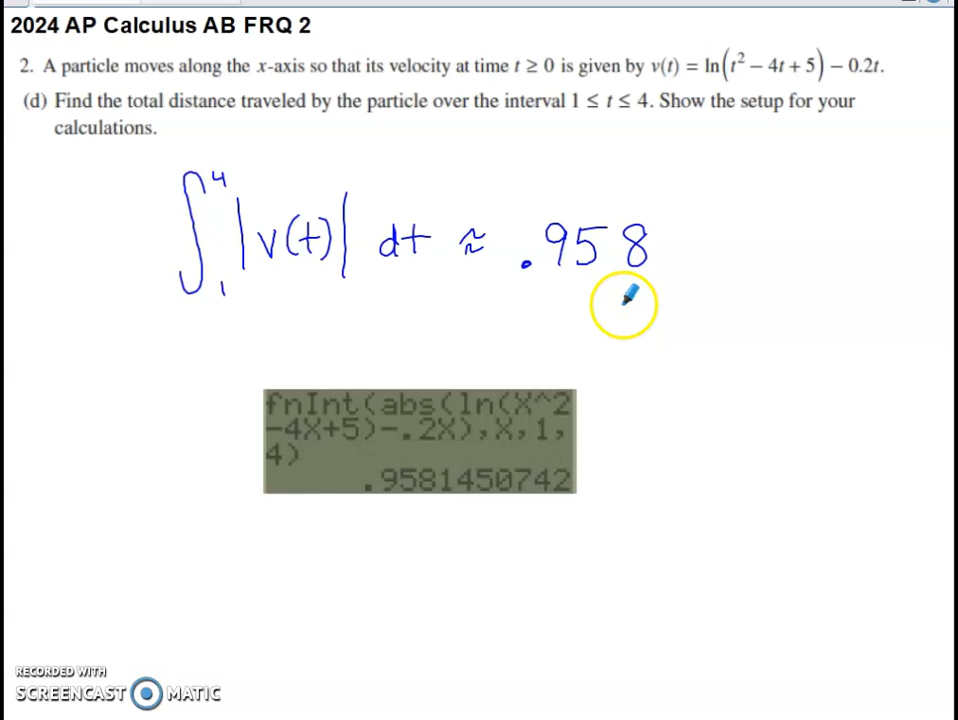 2024 AP Calculus AB FRQ 2
2. A particle moves along the x-axis so that its velocity at time t ≥ 0 is given by v(t) = ln(t² − 4t + 5) − 0.2t.
(d) Find the total distance traveled by the particle over the interval 1 ≤ t ≤ 4. Show the setup for your
calculations.
∫₁⁴ |v(t)| dt ≈ .958
fnInt(abs(ln(X^2
-4X+5)-.2X),X,1,
4)
.9581450742
RECORDED WITH
SCREENCAST MATIC